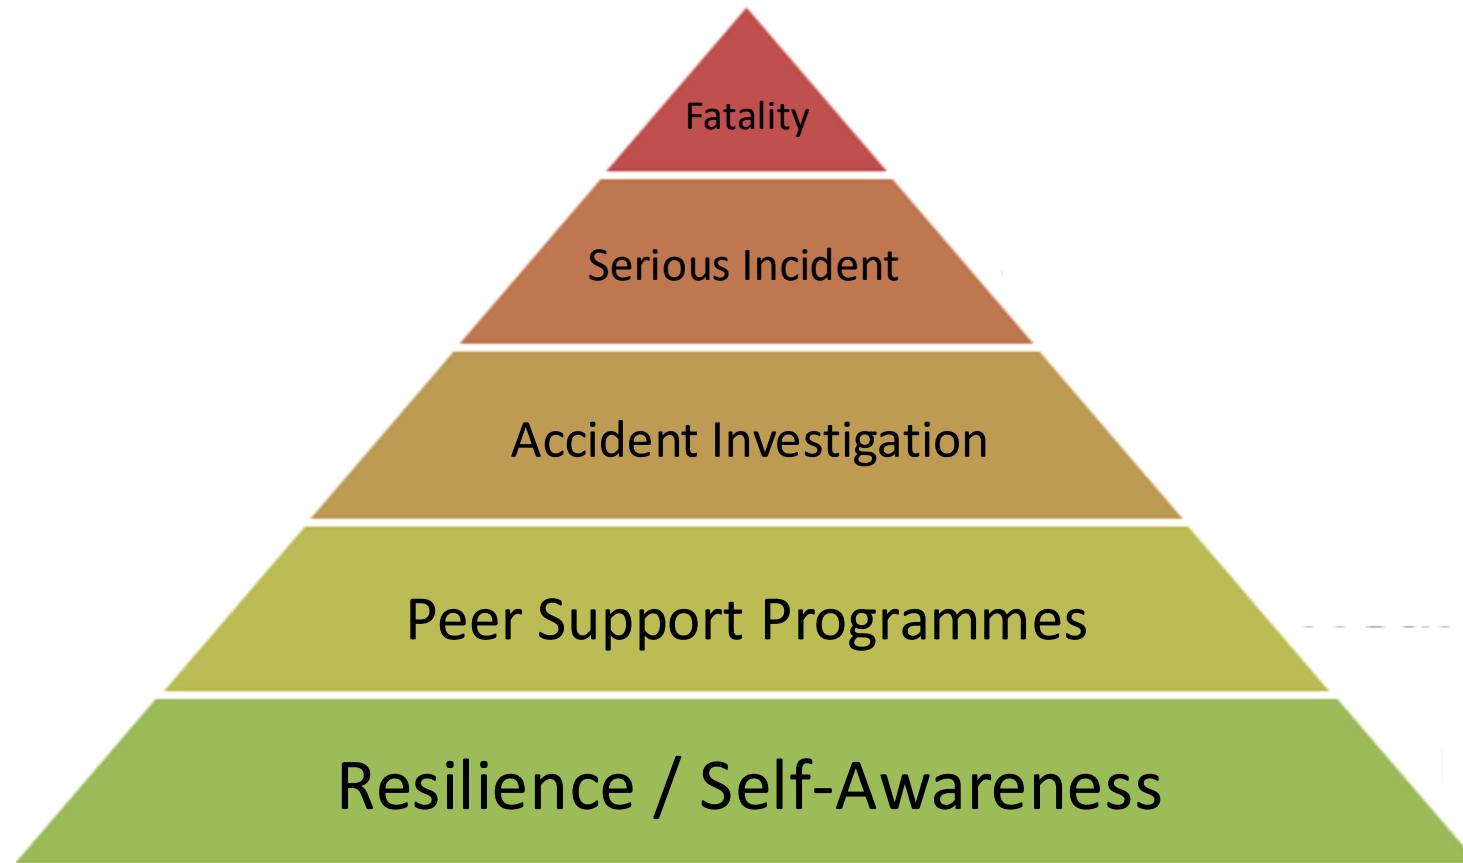 Fatality
Serious Incident
Accident Investigation
Peer Support Programmes
Resilience / Self-Awareness